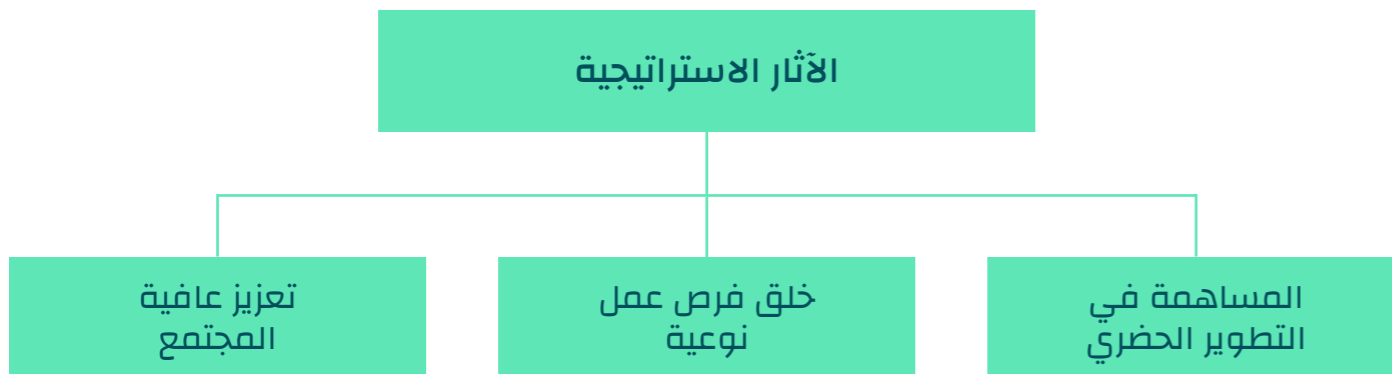 الآثار الاستراتيجية
المساهمة في
التطوير الحضري
خلق فرص عمل
نوعية
تعزيز عافية
المجتمع